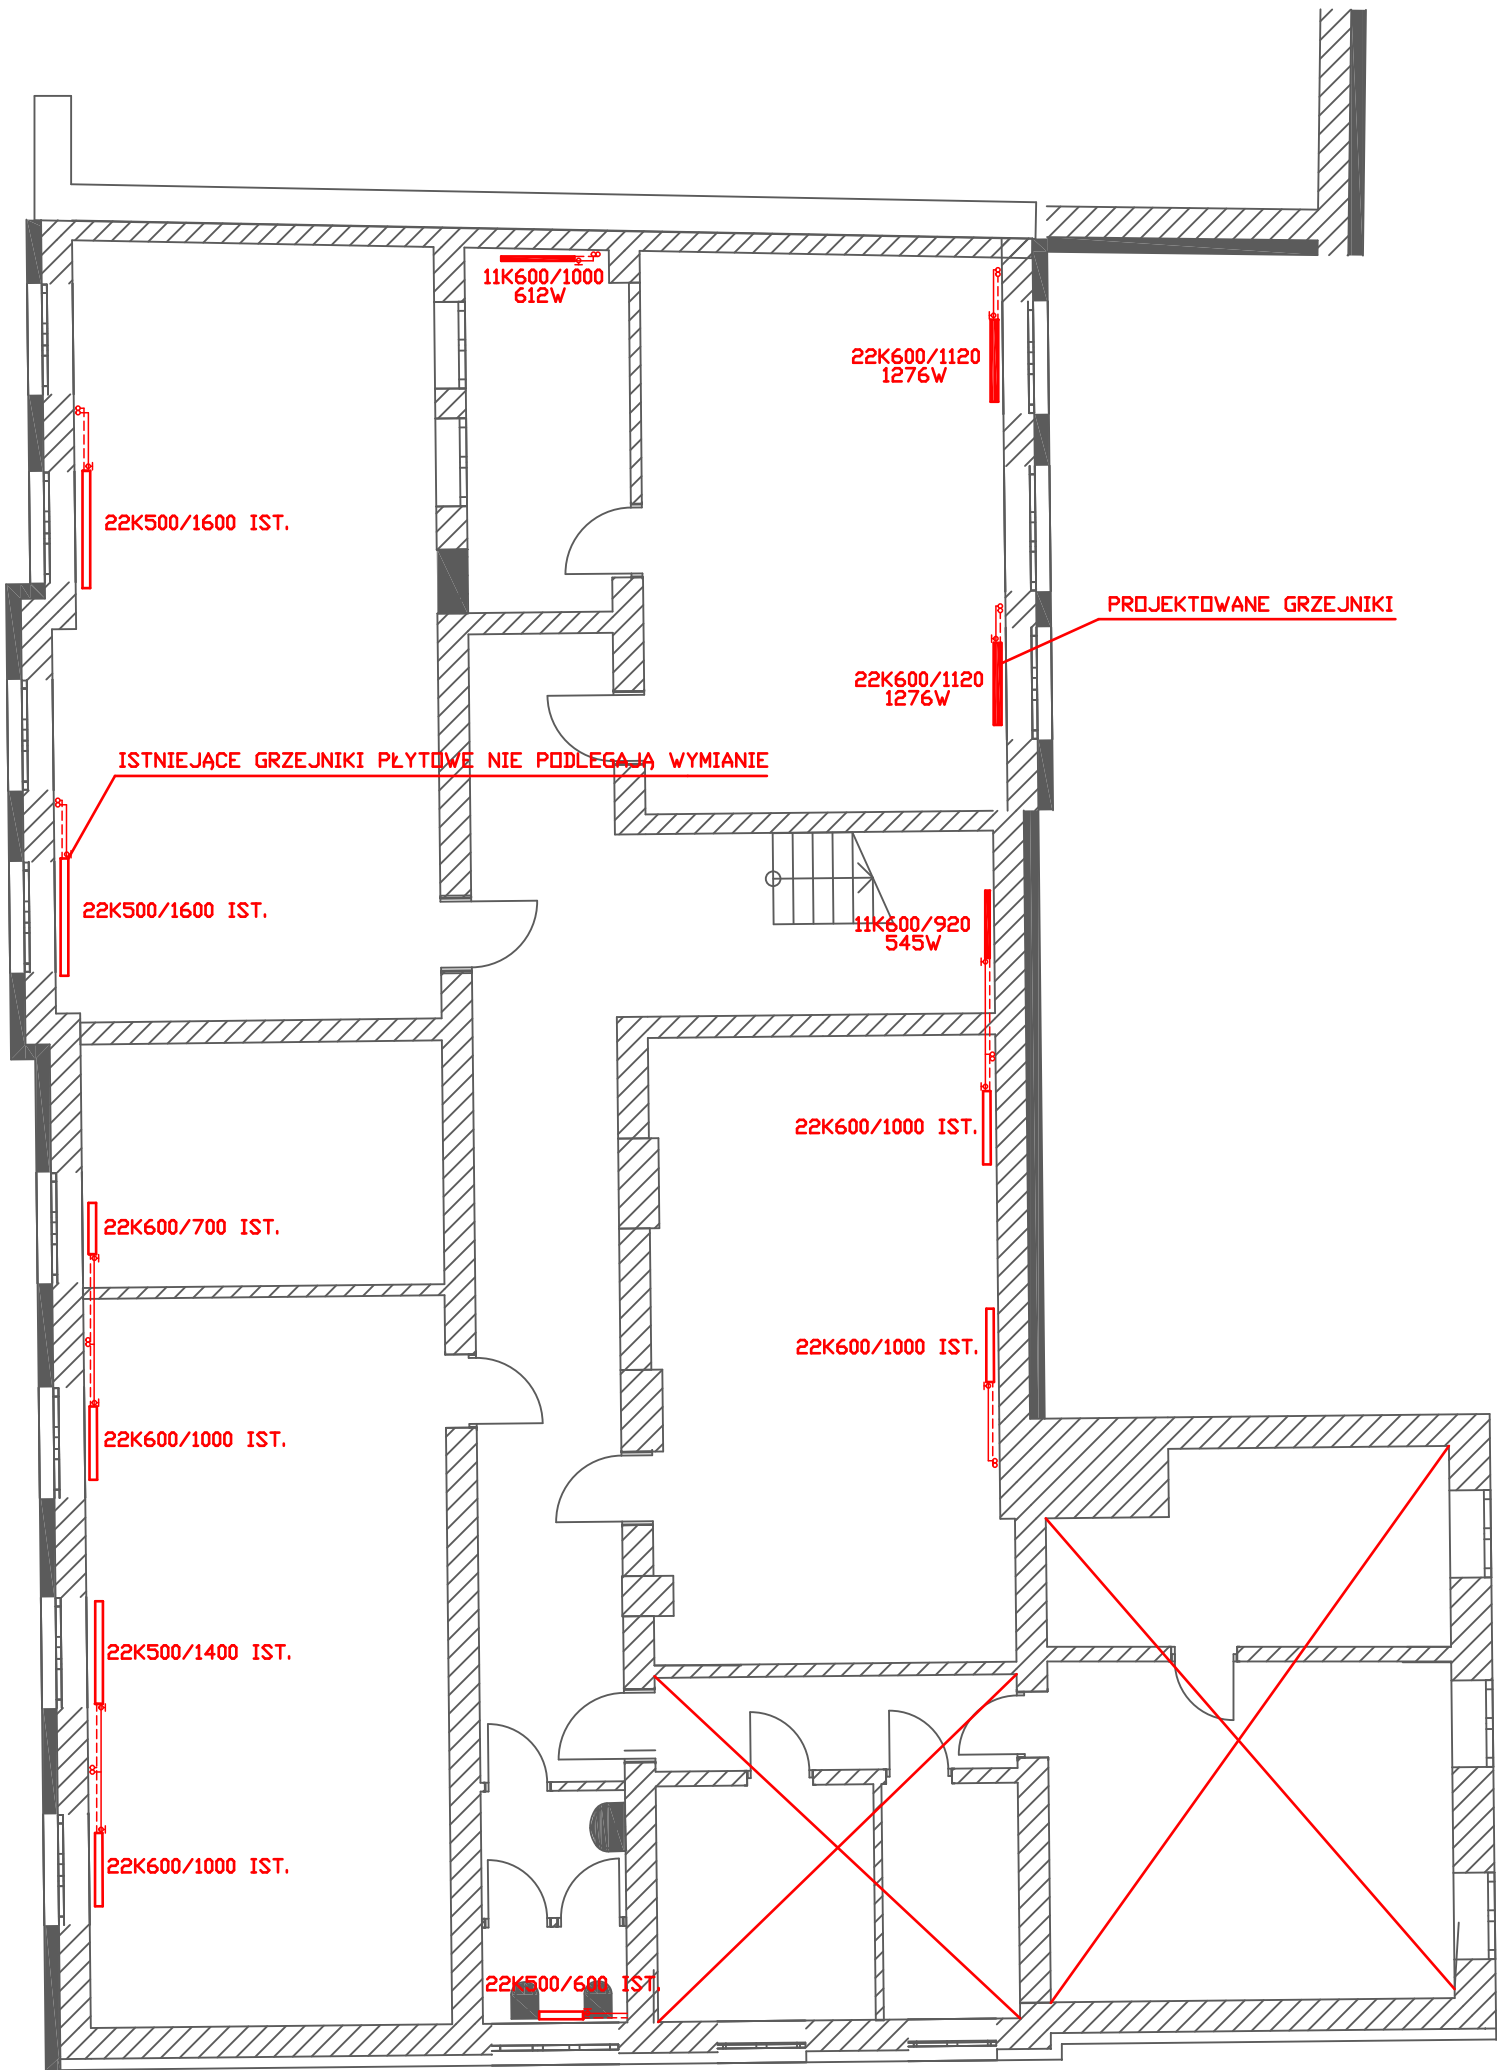 11K600/1000
612W
22K600/1120
1276W
22K500/1600 IST.
PROJEKTOWANE GRZEJNIKI
22K600/1120
1276W
ISTNIEJĄCE GRZEJNIKI PŁYTOWE NIE PODLEGAJĄ WYMIANIE
22K500/1600 IST.
11K600/920
545W
22K600/1000 IST.
22K600/700 IST.
22K600/1000 IST.
22K600/1000 IST.
22K500/1400 IST.
22K600/1000 IST.
22K500/600 IST.